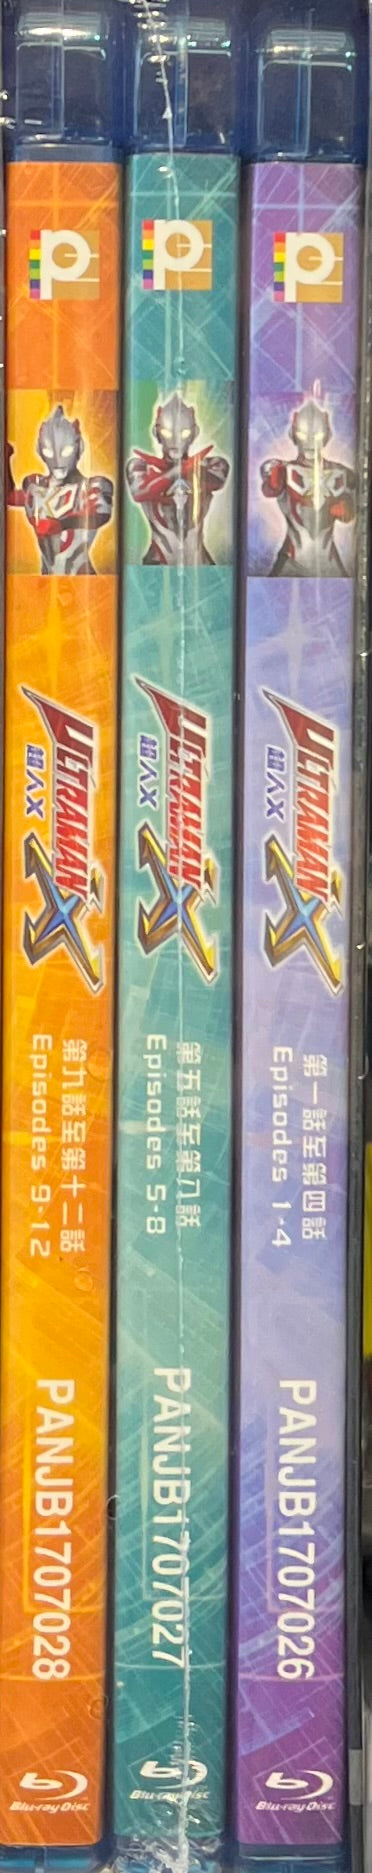 ULTRAMAN X
超人X
第九話至第十二話
Episodes 9-12
PANJB1707028
Blu-ray Disc
ULTRAMAN X
超人X
第五話至第八話
Episodes 5-8
PANJB1707027
Blu-ray Disc
ULTRAMAN X
超人X
第一話至第四話
Episodes 1-4
PANJB1707026
Blu-ray Disc